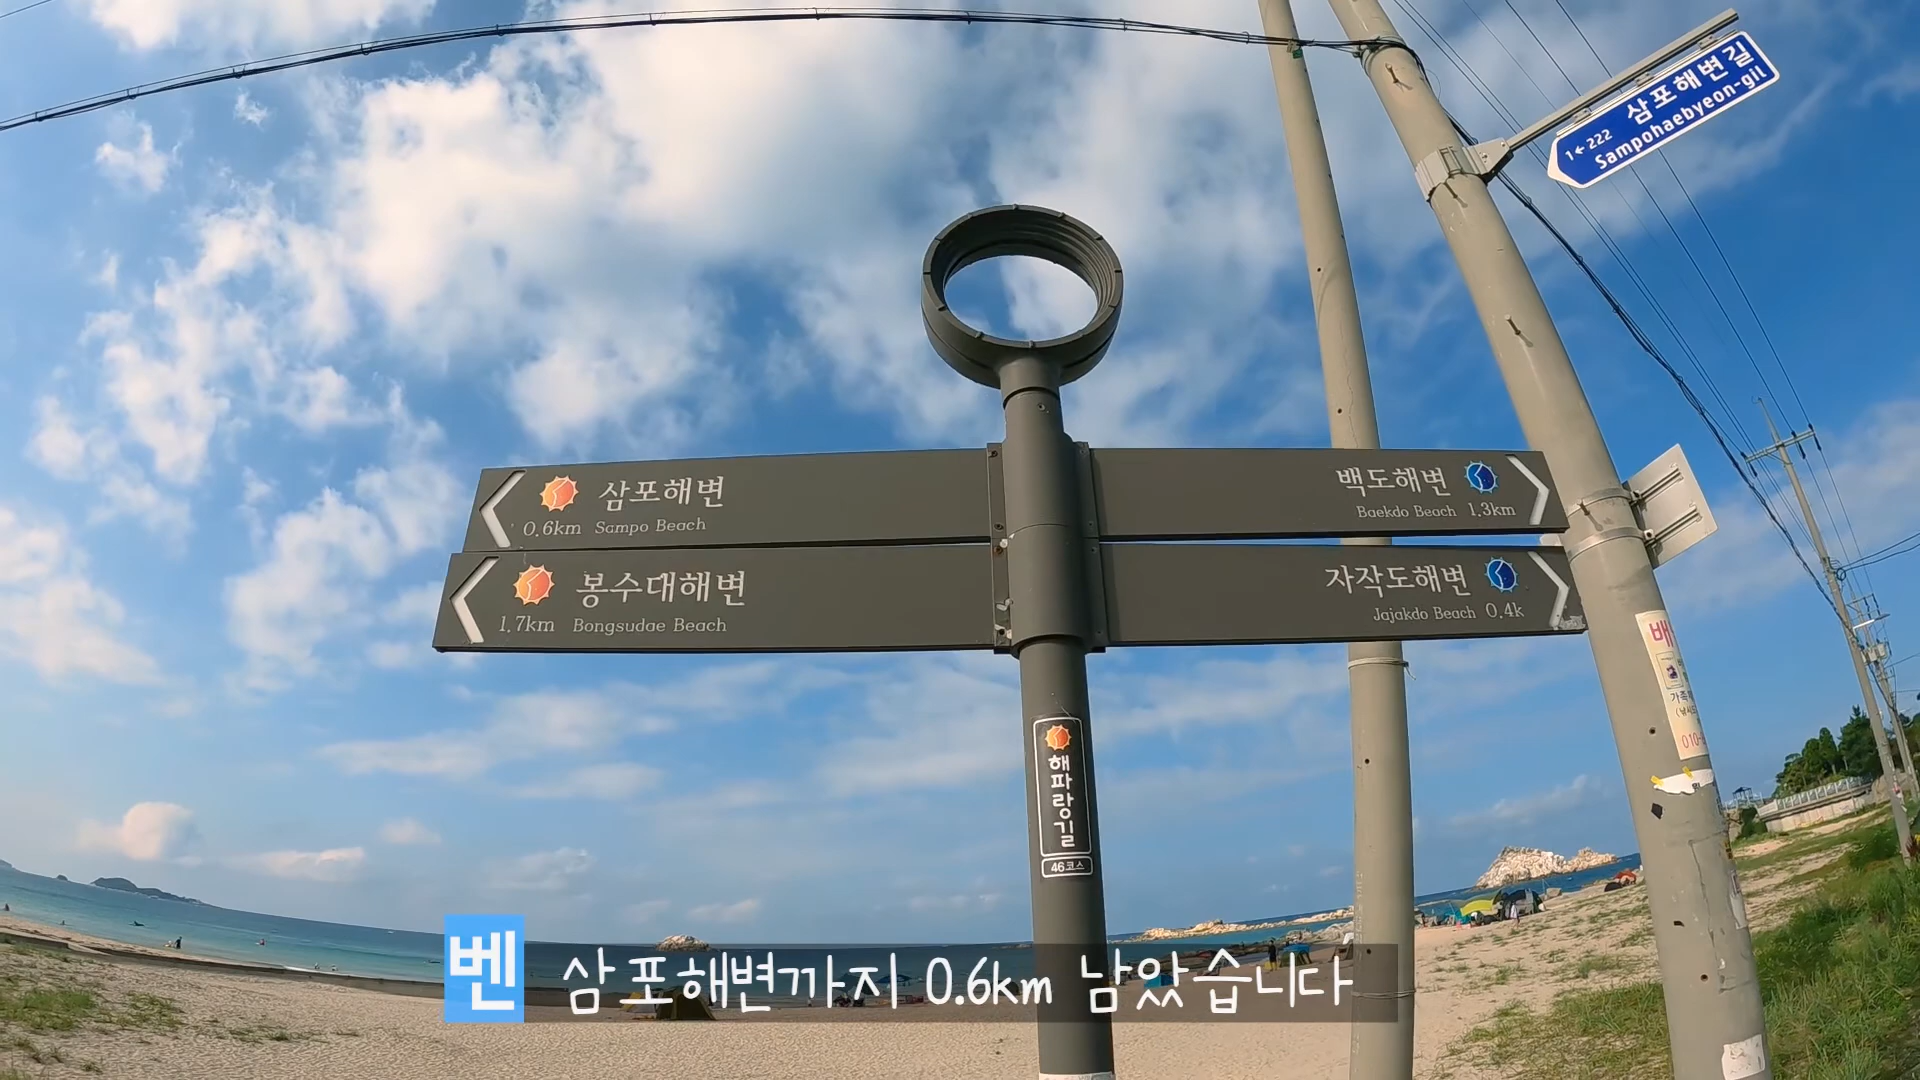 삼포해변길
1←222 Sampohaebyeon-gil
삼포해변
0.6km Sampo Beach
백도해변
Baekdo Beach 1.3km
봉수대해변
1.7km Bongsudae Beach
자작도해변
Jajakdo Beach 0.4k
해파랑길
46코스
010-
벤 삼포해변까지 0.6km 남았습니다